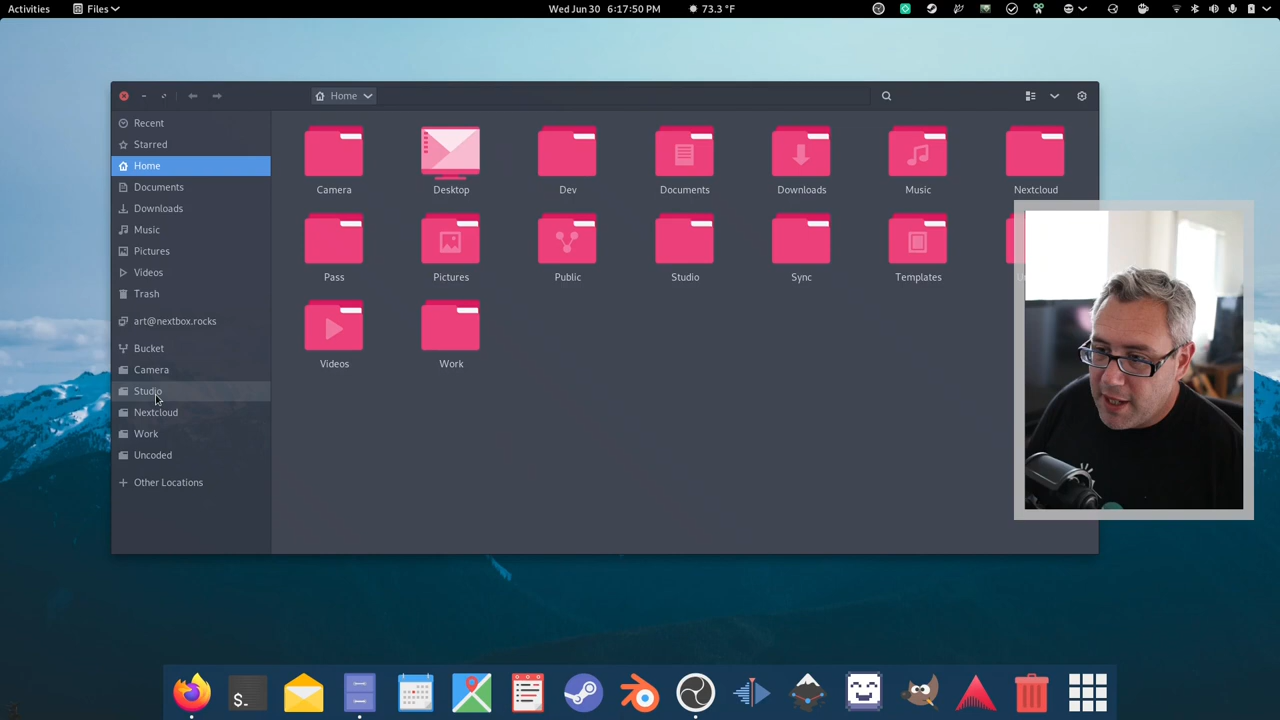 Activities
Files
Wed Jun 30 6:17:50 PM
73.3 °F
Home
Recent
Starred
Home
Documents
Downloads
Music
Pictures
Videos
Trash
art@nextbox.rocks
Bucket
Camera
Studio
Nextcloud
Work
Uncoded
Other Locations
Camera
Desktop
Dev
Documents
Downloads
Music
Nextcloud
Pass
Pictures
Public
Studio
Sync
Templates
Videos
Work
$_